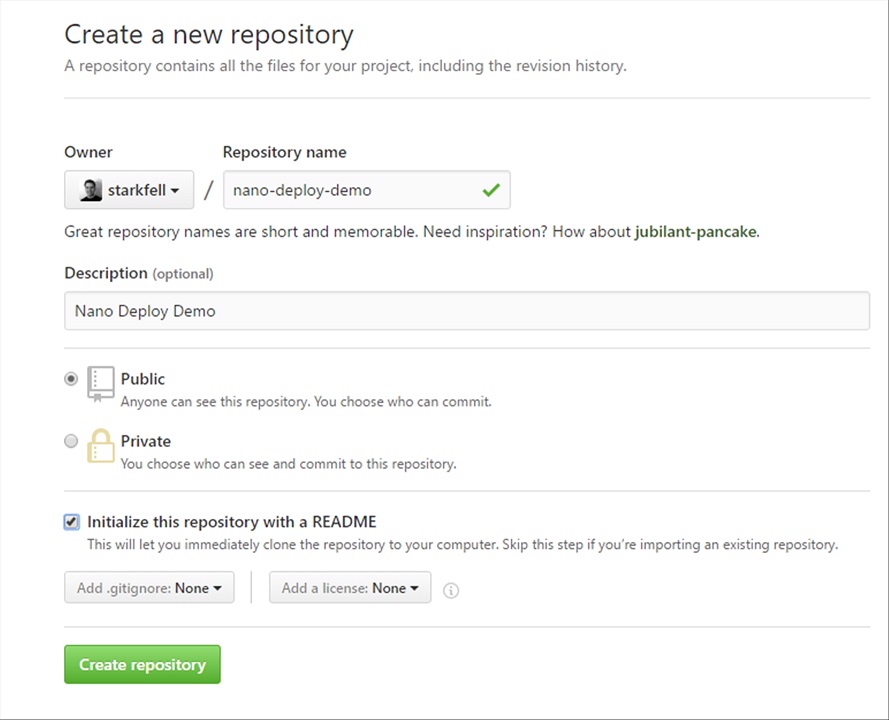 Create a new repository
A repository contains all the files for your project, including the revision history.
Owner
Repository name
starkfell
/
nano-deploy-demo
Great repository names are short and memorable. Need inspiration? How about jubilant-pancake.
Description (optional)
Nano Deploy Demo
Public
Anyone can see this repository. You choose who can commit.
Private
You choose who can see and commit to this repository.
Initialize this repository with a README
This will let you immediately clone the repository to your computer. Skip this step if you’re importing an existing repository.
Add .gitignore: None
Add a license: None
Create repository